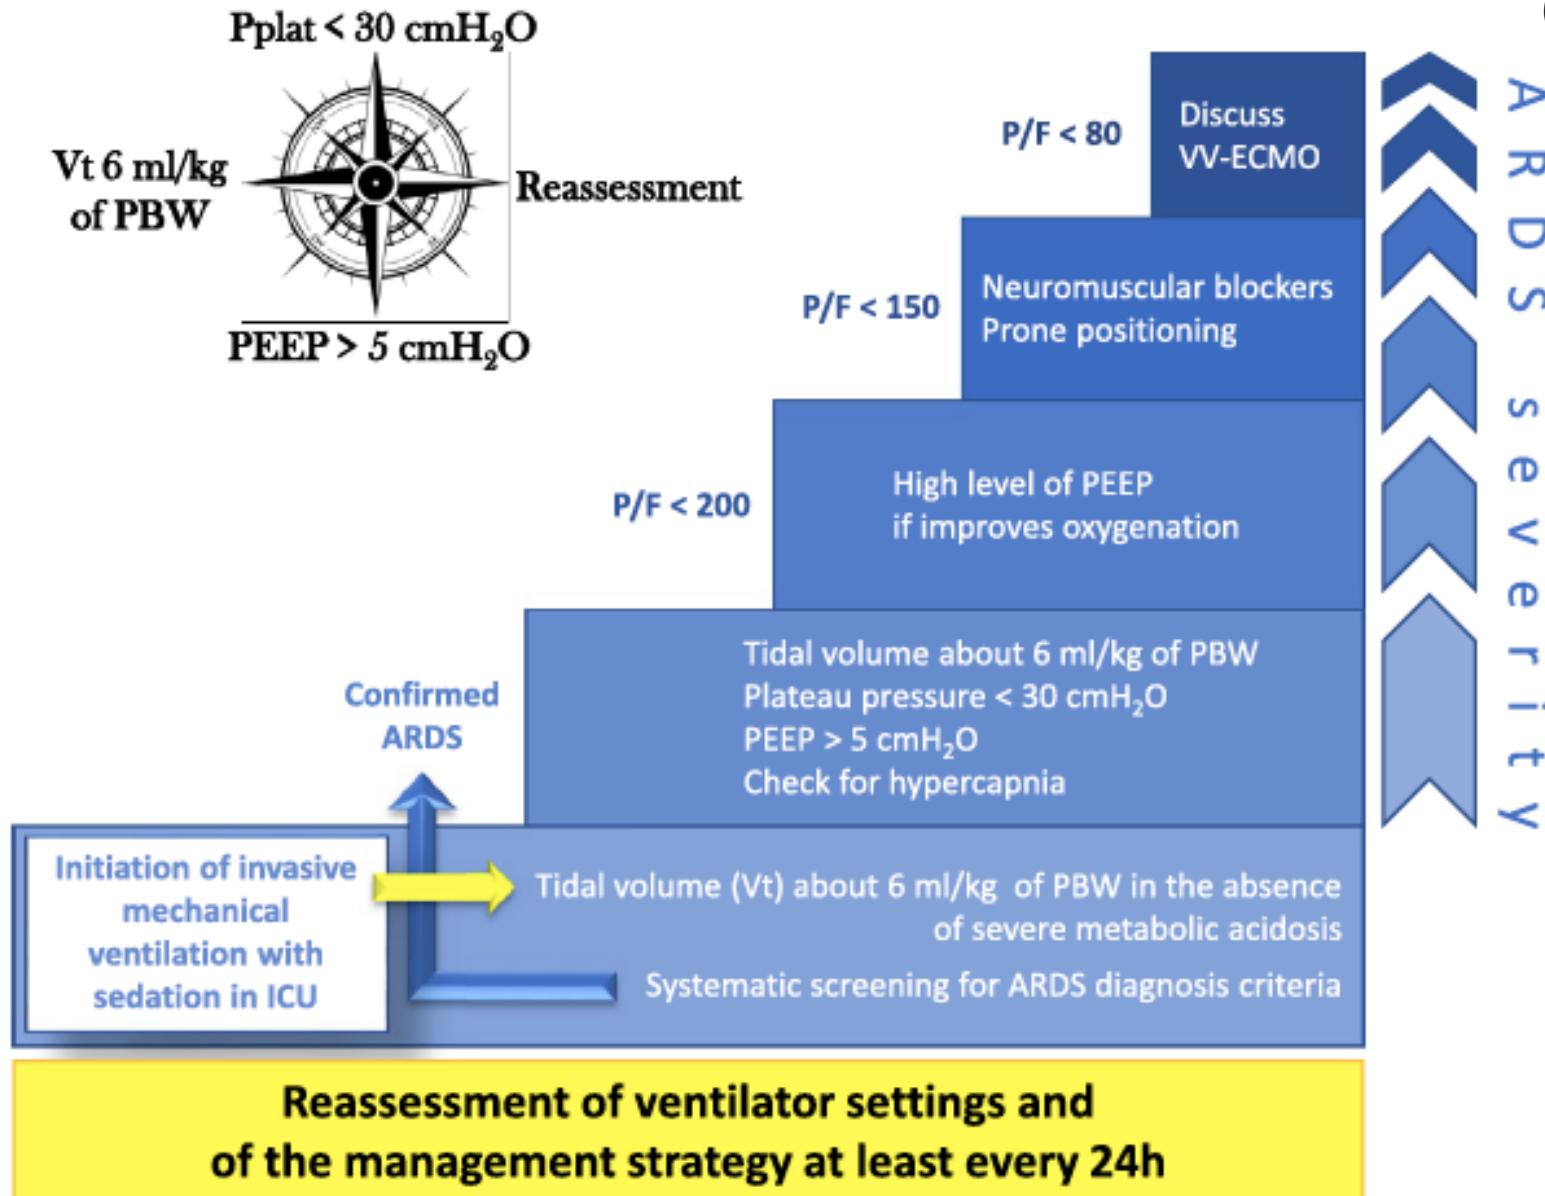 Pplat < 30 cmH₂O
Vt 6 ml/kg
of PBW
Reassessment
PEEP > 5 cmH₂O
P/F < 80
Discuss
VV-ECMO
P/F < 150
Neuromuscular blockers
Prone positioning
P/F < 200
High level of PEEP
if improves oxygenation
Confirmed
ARDS
Tidal volume about 6 ml/kg of PBW
Plateau pressure < 30 cmH₂O
PEEP > 5 cmH₂O
Check for hypercapnia
Initiation of invasive
mechanical
ventilation with
sedation in ICU
Tidal volume (Vt) about 6 ml/kg of PBW in the absence
of severe metabolic acidosis
Systematic screening for ARDS diagnosis criteria
ARDS severity
Reassessment of ventilator settings and
of the management strategy at least every 24h